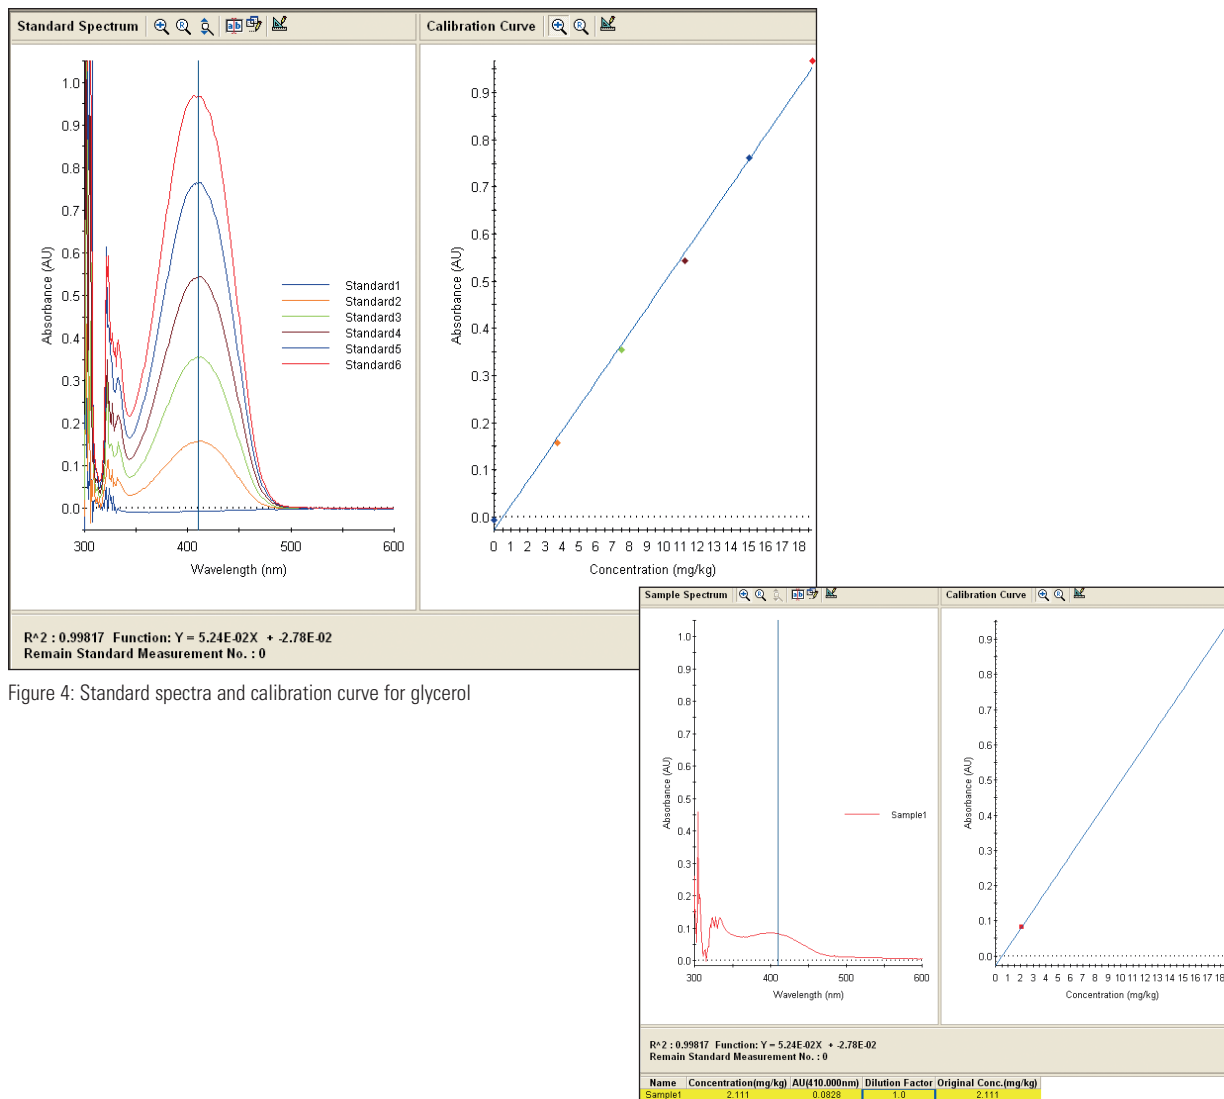 Standard Spectrum
Calibration Curve
1.0
0.9
0.8
0.7
0.6
0.5
0.4
0.3
0.2
0.1
0.0
Absorbance (AU)
300 400 500 600
Wavelength (nm)
Standard1
Standard2
Standard3
Standard4
Standard5
Standard6
0.9
0.8
0.7
0.6
0.5
0.4
0.3
0.2
0.1
0.0
Absorbance (AU)
0 1 2 3 4 5 6 7 8 9 10 11 12 13 14 15 16 17 18
Concentration (mg/kg)
R^2 : 0.99817 Function: Y = 5.24E-02X + -2.78E-02
Remain Standard Measurement No. : 0
Figure 4: Standard spectra and calibration curve for glycerol
Sample Spectrum
Calibration Curve
1.0
0.9
0.8
0.7
0.6
0.5
0.4
0.3
0.2
0.1
0.0
Absorbance (AU)
300 400 500 600
Wavelength (nm)
Sample1
0.9
0.8
0.7
0.6
0.5
0.4
0.3
0.2
0.1
0.0
Absorbance (AU)
0 1 2 3 4 5 6 7 8 9 10 11 12 13 14 15 16 17 18
Concentration (mg/kg)
R^2 : 0.99817 Function: Y = 5.24E-02X + -2.78E-02
Remain Standard Measurement No. : 0
Name Concentration(mg/kg) AU(410.000nm) Dilution Factor Original Conc.(mg/kg)
Sample1 2.111 0.0828 1.0 2.111